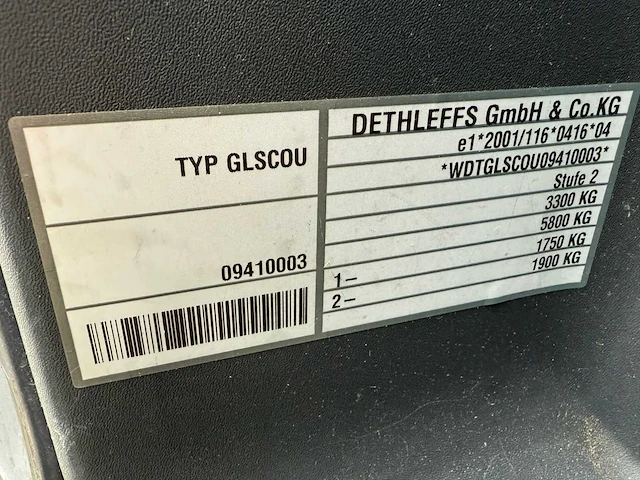 TYP GLSCOU
09410003
DETHLEFFS GmbH & Co.KG
e1*2001/116*0416*04
*WDTGLSCOU09410003*
Stufe 2
3300 KG
5800 KG
1– 1750 KG
2– 1900 KG